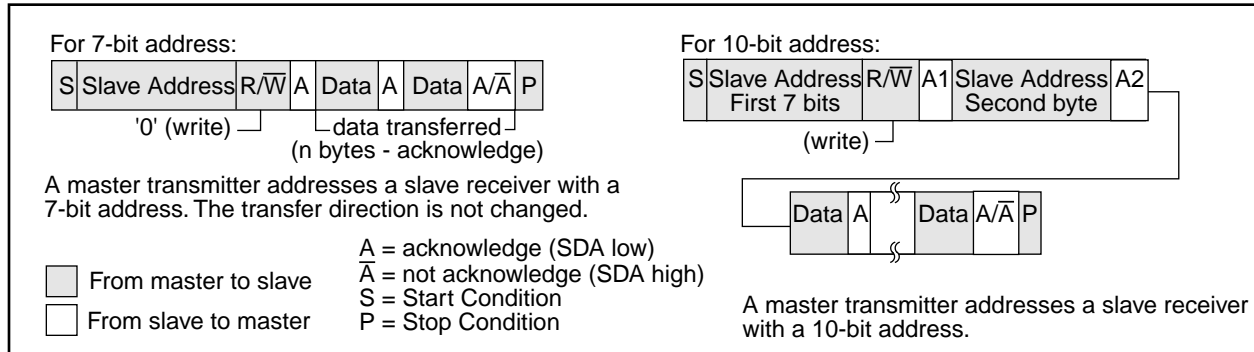 For 7-bit address:
S Slave Address R/W̅ A Data A Data A/A̅ P
'0' (write)
data transferred
(n bytes - acknowledge)
A master transmitter addresses a slave receiver with a
7-bit address. The transfer direction is not changed.
From master to slave
From slave to master
A = acknowledge (SDA low)
A̅ = not acknowledge (SDA high)
S = Start Condition
P = Stop Condition
For 10-bit address:
S Slave Address First 7 bits R/W̅ A1 Slave Address Second byte A2
(write)
Data A Data A/A̅ P
A master transmitter addresses a slave receiver
with a 10-bit address.